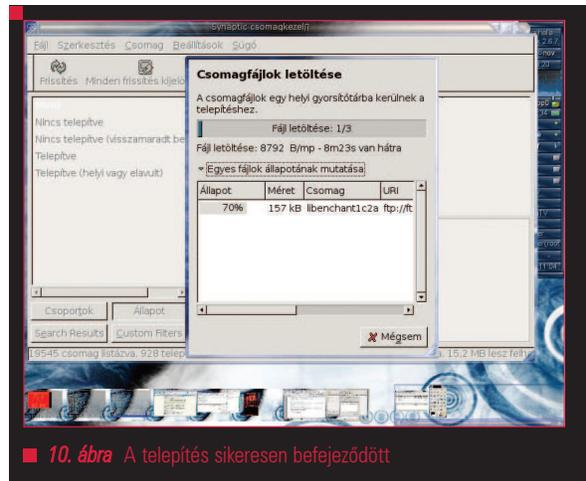 Synaptic csomagkezelő
Fájl Szerkesztés Csomag Beállítások Súgó
Frissítés Minden frissítés kijelö
Nincs telepítve
Nincs telepítve (visszamaradt be
Telepítve
Telepítve (helyi vagy elavult)
Csomagfájlok letöltése
A csomagfájlok egy helyi gyorsítótárba kerülnek a
telepítéshez.
Fájl letöltése: 1/3
Fájl letöltése: 8792 B/mp - 8m23s van hátra
Egyes fájlok állapotának mutatása
Állapot Méret Csomag URI
70% 157 kB libenchant1c2a ftp://ft
Mégsem
Csoportok Állapot
Search Results Custom Filters
19545 csomag listázva, 928 telep
15,2 MB lesz felh
11:04
10. ábra A telepítés sikeresen befejeződött